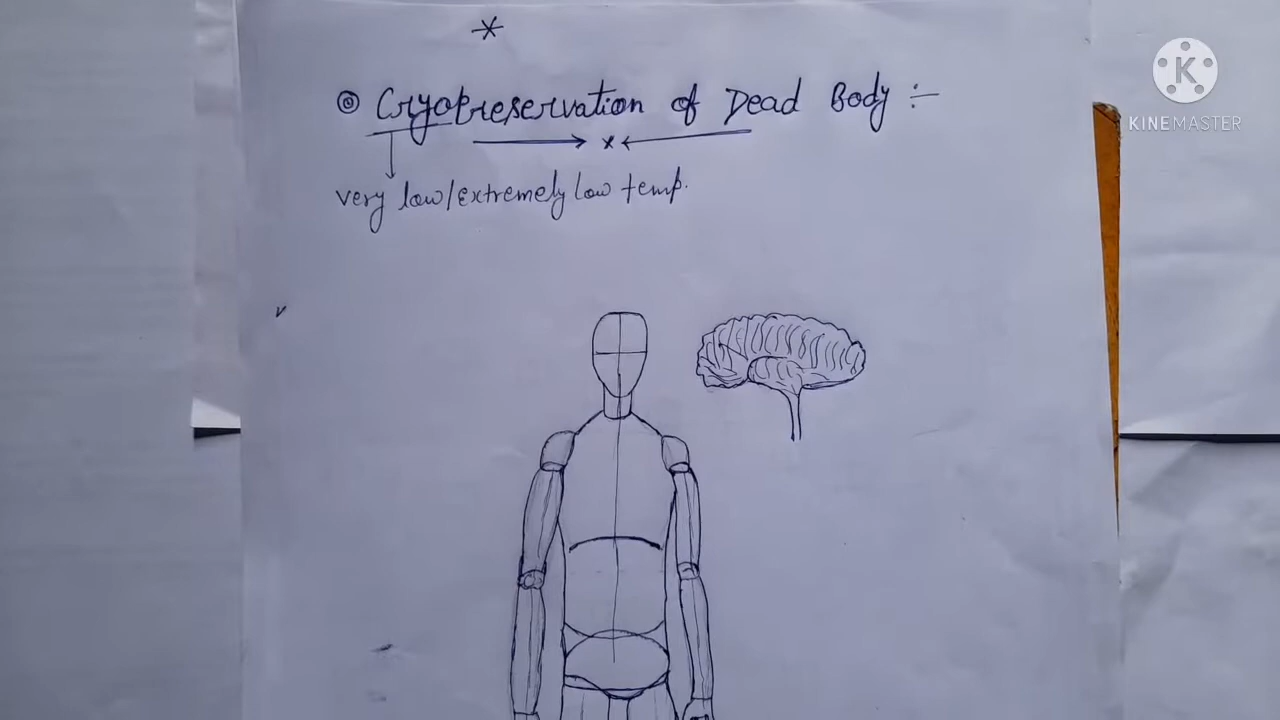 Cryopreservation of Dead Body :-
very low/extremely low temp.
K
KINEMASTER